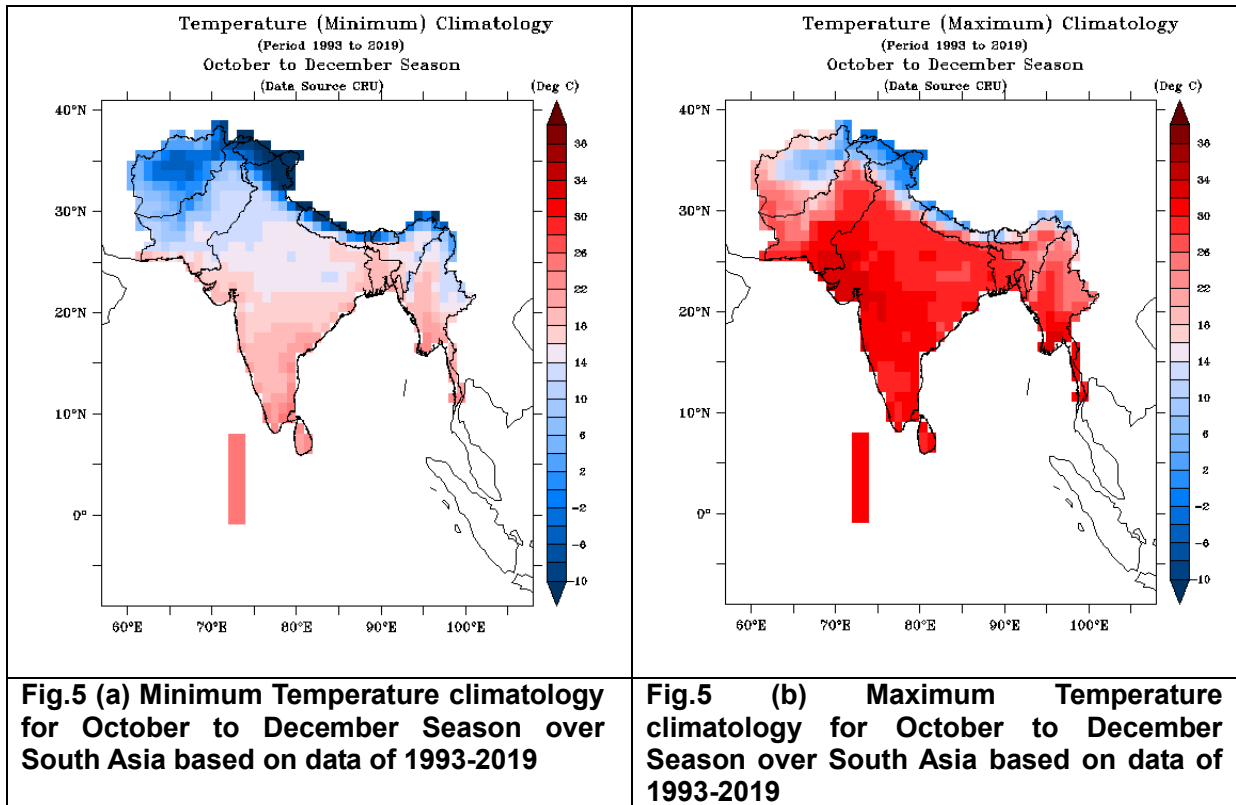 Temperature (Minimum) Climatology
(Period 1993 to 2019)
October to December Season
(Data Source CRU)
(Deg C)
40°N
30°N
20°N
10°N
0°
60°E 70°E 80°E 90°E 100°E
38
34
30
26
22
18
14
10
6
2
-2
-6
-10
Fig.5 (a) Minimum Temperature climatology
for October to December Season over
South Asia based on data of 1993-2019
Temperature (Maximum) Climatology
(Period 1993 to 2019)
October to December Season
(Data Source CRU)
(Deg C)
40°N
30°N
20°N
10°N
0°
60°E 70°E 80°E 90°E 100°E
38
34
30
26
22
18
14
10
6
2
-2
-6
-10
Fig.5 (b) Maximum Temperature
climatology for October to December
Season over South Asia based on data of
1993-2019